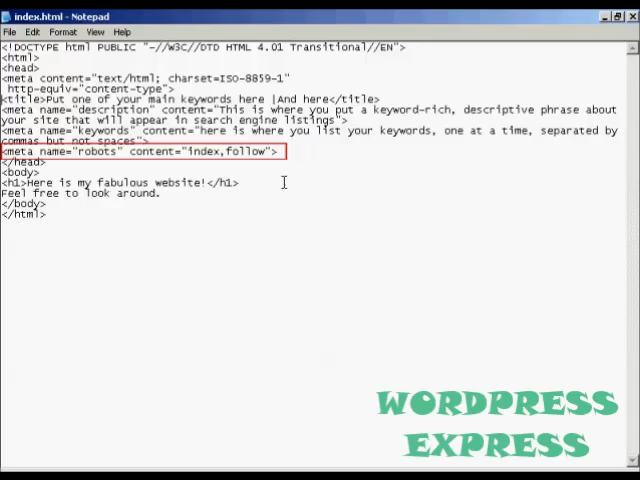 index.html - Notepad
File Edit Format View Help
<!DOCTYPE html PUBLIC "-//W3C//DTD HTML 4.01 Transitional//EN">
<html>
<head>
<meta content="text/html; charset=ISO-8859-1"
http-equiv="content-type">
<title>Put one of your main keywords here |And here</title>
<meta name="description" content="This is where you put a keyword-rich, descriptive phrase about
your site that will appear in search engine listings">
<meta name="keywords" content="here is where you list your keywords, one at a time, separated by
commas but not spaces">
<meta name="robots" content="index,follow">
</head>
<body>
<h1>Here is my fabulous website!</h1>
Feel free to look around.
</body>
</html>
WORDPRESS
EXPRESS